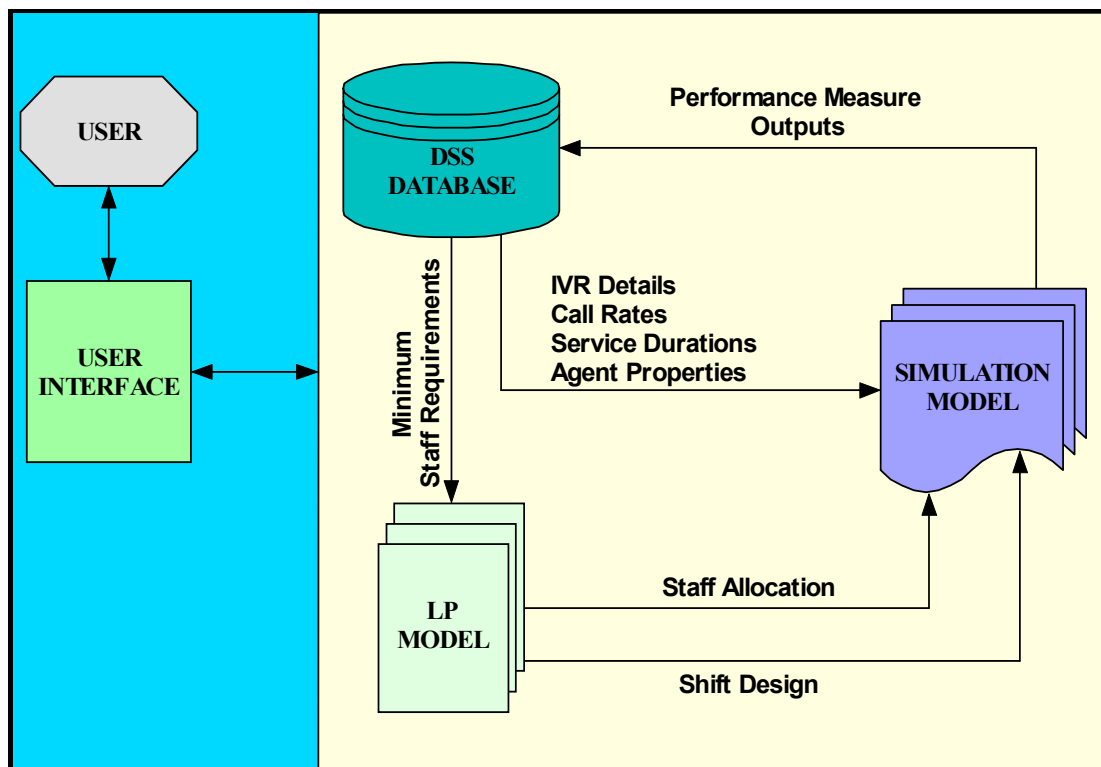 USER
USER
INTERFACE
DSS
DATABASE
Performance Measure
Outputs
Minimum
Staff Requirements
IVR Details
Call Rates
Service Durations
Agent Properties
SIMULATION
MODEL
LP
MODEL
Staff Allocation
Shift Design